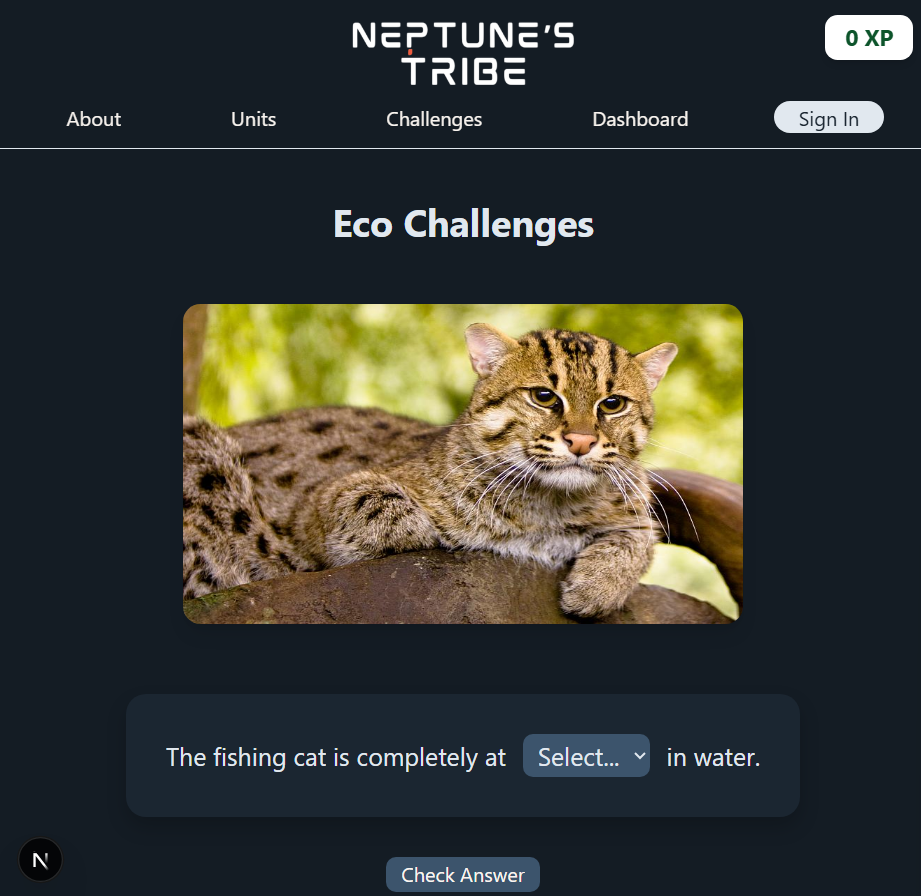 NEPTUNE'S
TRIBE
0 XP
About Units Challenges Dashboard Sign In
Eco Challenges
The fishing cat is completely at Select... in water.
N
Check Answer